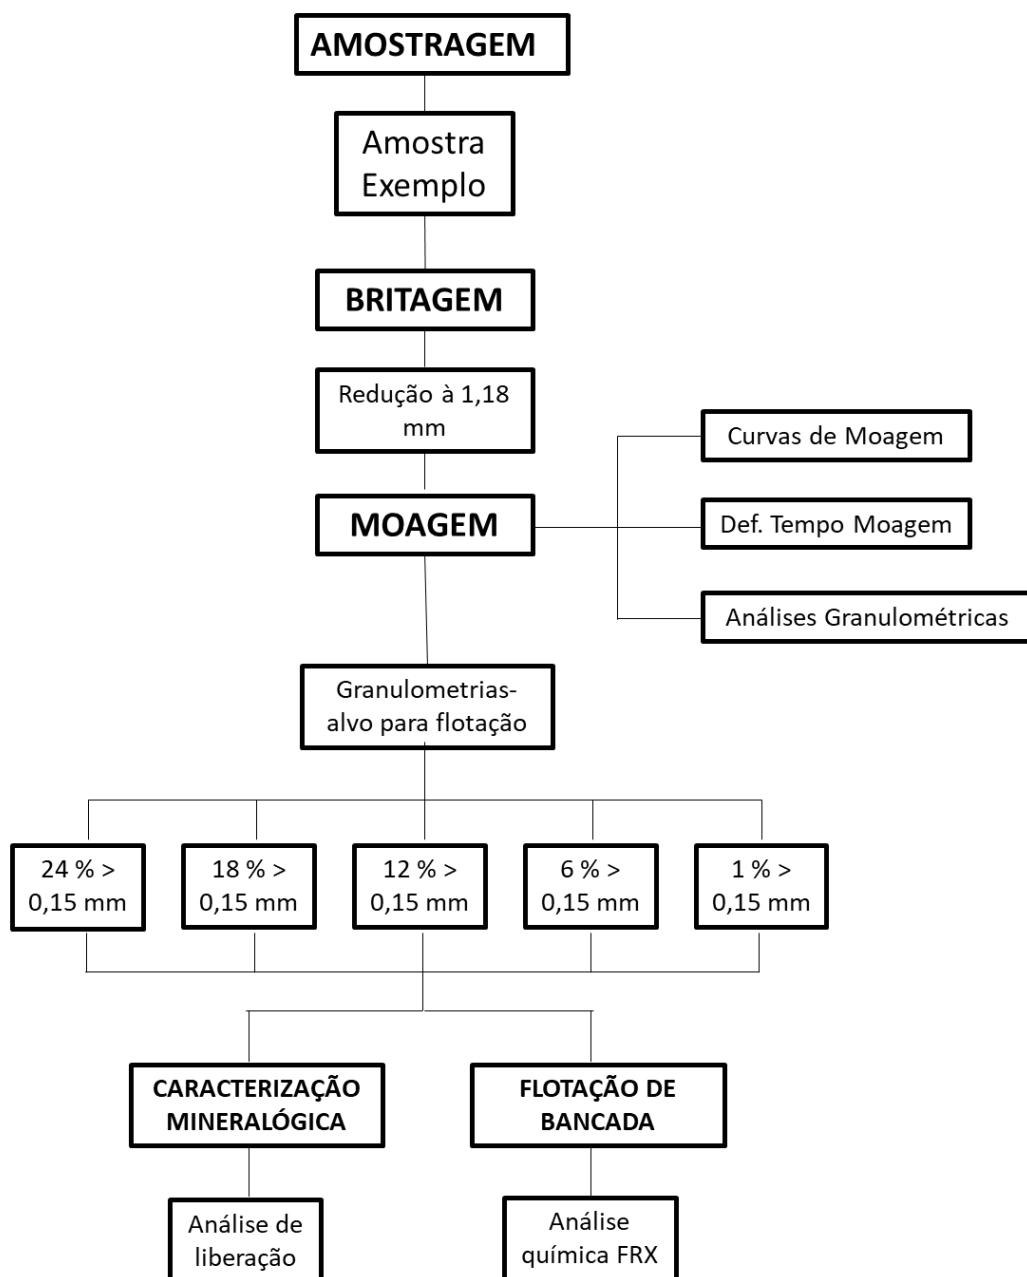 AMOSTRAGEM
Amostra
Exemplo
BRITAGEM
Redução à 1,18
mm
Curvas de Moagem
MOAGEM
Def. Tempo Moagem
Análises Granulométricas
Granulometrias-
alvo para flotação
24 % >
0,15 mm
18 % >
0,15 mm
12 % >
0,15 mm
6 % >
0,15 mm
1 % >
0,15 mm
CARACTERIZAÇÃO
MINERALÓGICA
FLOTAÇÃO DE
BANCADA
Análise de
liberação
Análise
química FRX